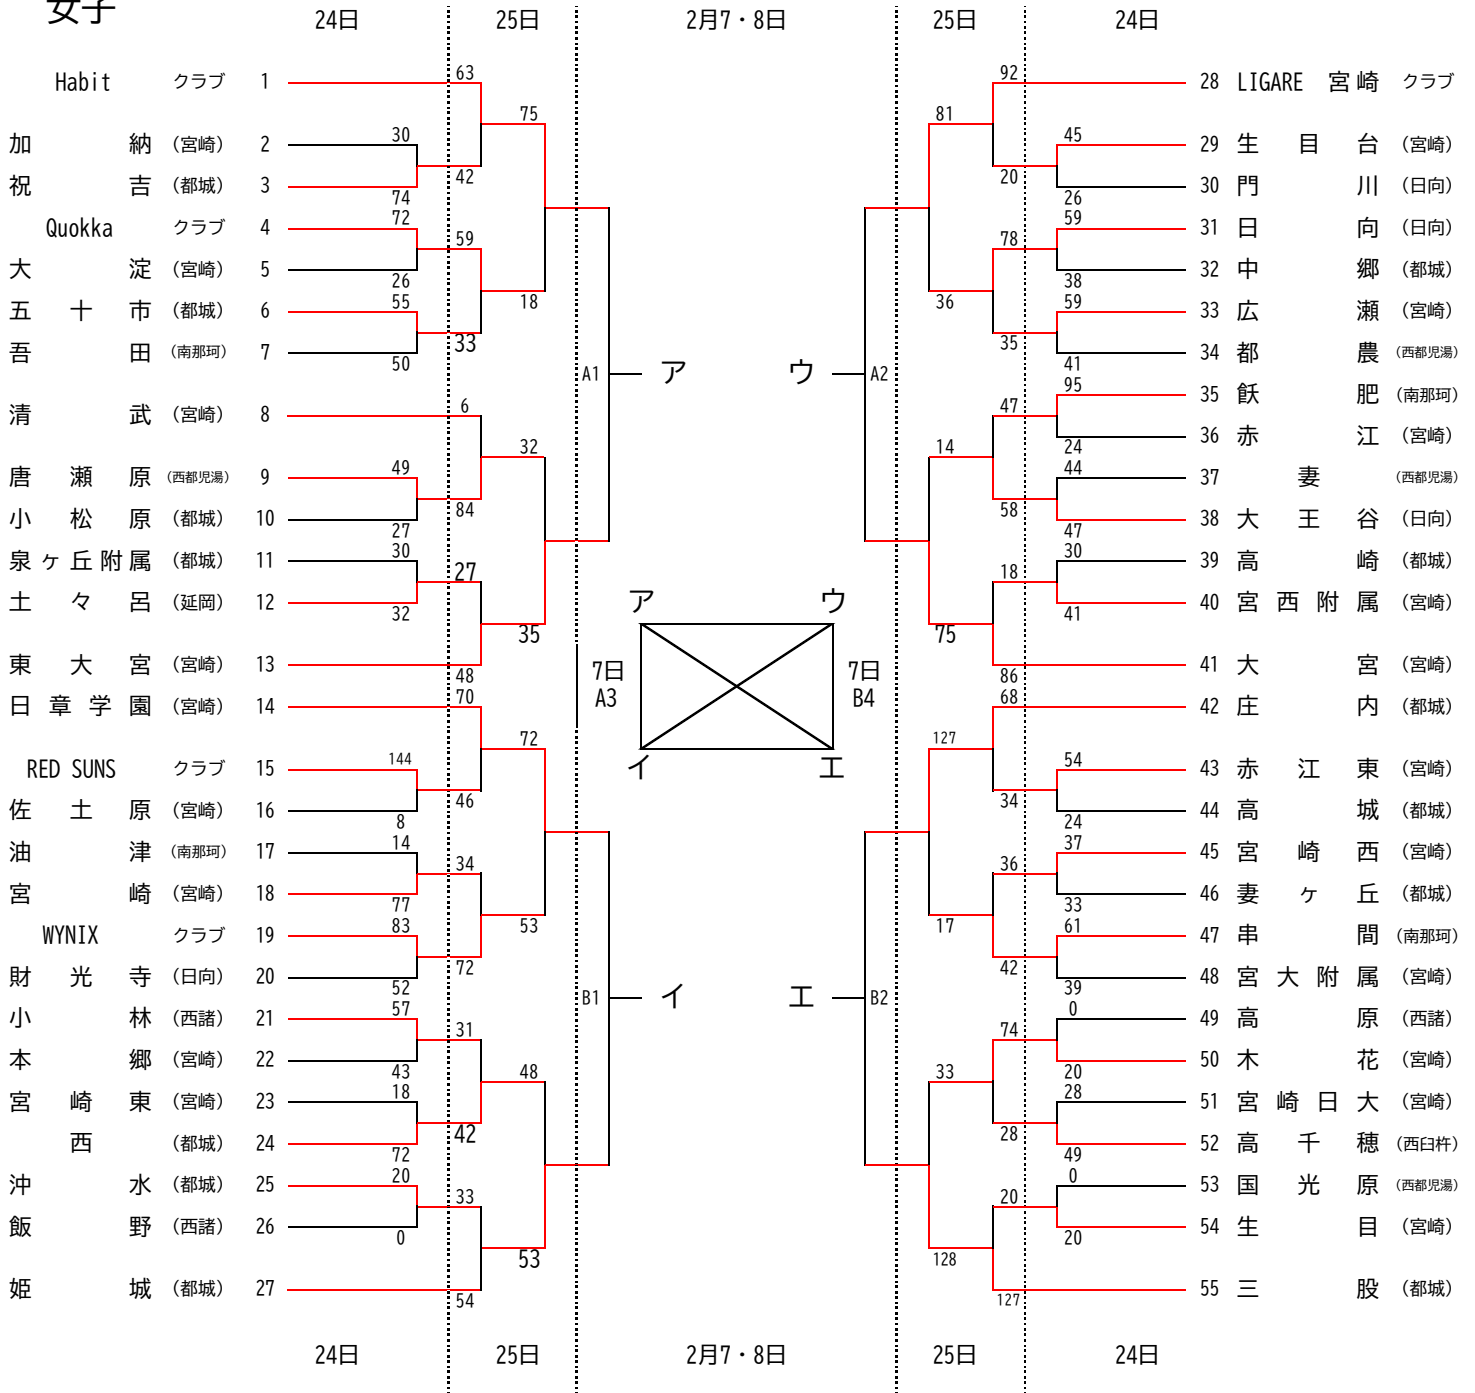 女子
24日 25日 2月7・8日 25日 24日
Habit クラブ 1 63 92 28 LIGARE 宮崎 クラブ
75 81
加納 (宮崎) 2 30 45 29 生目台 (宮崎)
祝吉 (都城) 3 74 42 20 26 30 門川 (日向)
Quokka クラブ 4 72 59 78 59 31 日向 (日向)
大淀 (宮崎) 5 26 38 32 中郷 (都城)
18 36
五十市 (都城) 6 55 59 33 広瀬 (宮崎)
吾田 (南那珂) 7 50 33 35 41 34 都農 (西都児湯)
A1 ア ウ A2
95 35 飫肥 (南那珂)
清武 (宮崎) 8 6 47
24 36 赤江 (宮崎)
32 14
唐瀬原 (西都児湯) 9 49 44 37 妻 (西都児湯)
小松原 (都城) 10 27 84 58 47 38 大王谷 (日向)
泉ヶ丘附属 (都城) 11 30 27 18 30 39 高崎 (都城)
土々呂 (延岡) 12 32 41 40 宮西附属 (宮崎)
ア ウ
35 75
東大宮 (宮崎) 13 48 86 41 大宮 (宮崎)
7日 7日
A3 B4
日章学園 (宮崎) 14 70 68 42 庄内 (都城)
72 127
イ エ
RED SUNS クラブ 15 144 54 43 赤江東 (宮崎)
佐土原 (宮崎) 16 8 46 34 24 44 高城 (都城)
油津 (南那珂) 17 14 34 36 37 45 宮崎西 (宮崎)
宮崎 (宮崎) 18 77 33 46 妻ヶ丘 (都城)
53 17
WYNIX クラブ 19 83 61 47 串間 (南那珂)
財光寺 (日向) 20 52 72 42 39 48 宮大附属 (宮崎)
B1 イ エ B2
小林 (西諸) 21 57 31 74 0 49 高原 (西諸)
本郷 (宮崎) 22 43 20 50 木花 (宮崎)
48 33
宮崎東 (宮崎) 23 18 28 51 宮崎日大 (宮崎)
西 (都城) 24 72 42 28 49 52 高千穂 (西臼杵)
沖水 (都城) 25 20 33 20 0 53 国光原 (西都児湯)
飯野 (西諸) 26 0 20 54 生目 (宮崎)
53 128
姫城 (都城) 27 54 127 55 三股 (都城)
24日 25日 2月7・8日 25日 24日